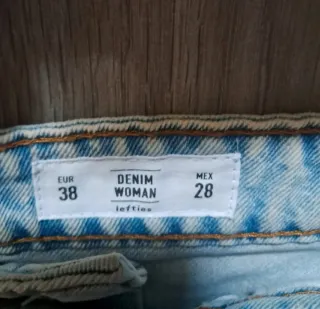 EUR
38
DENIM
WOMAN
lefties
MEX
28